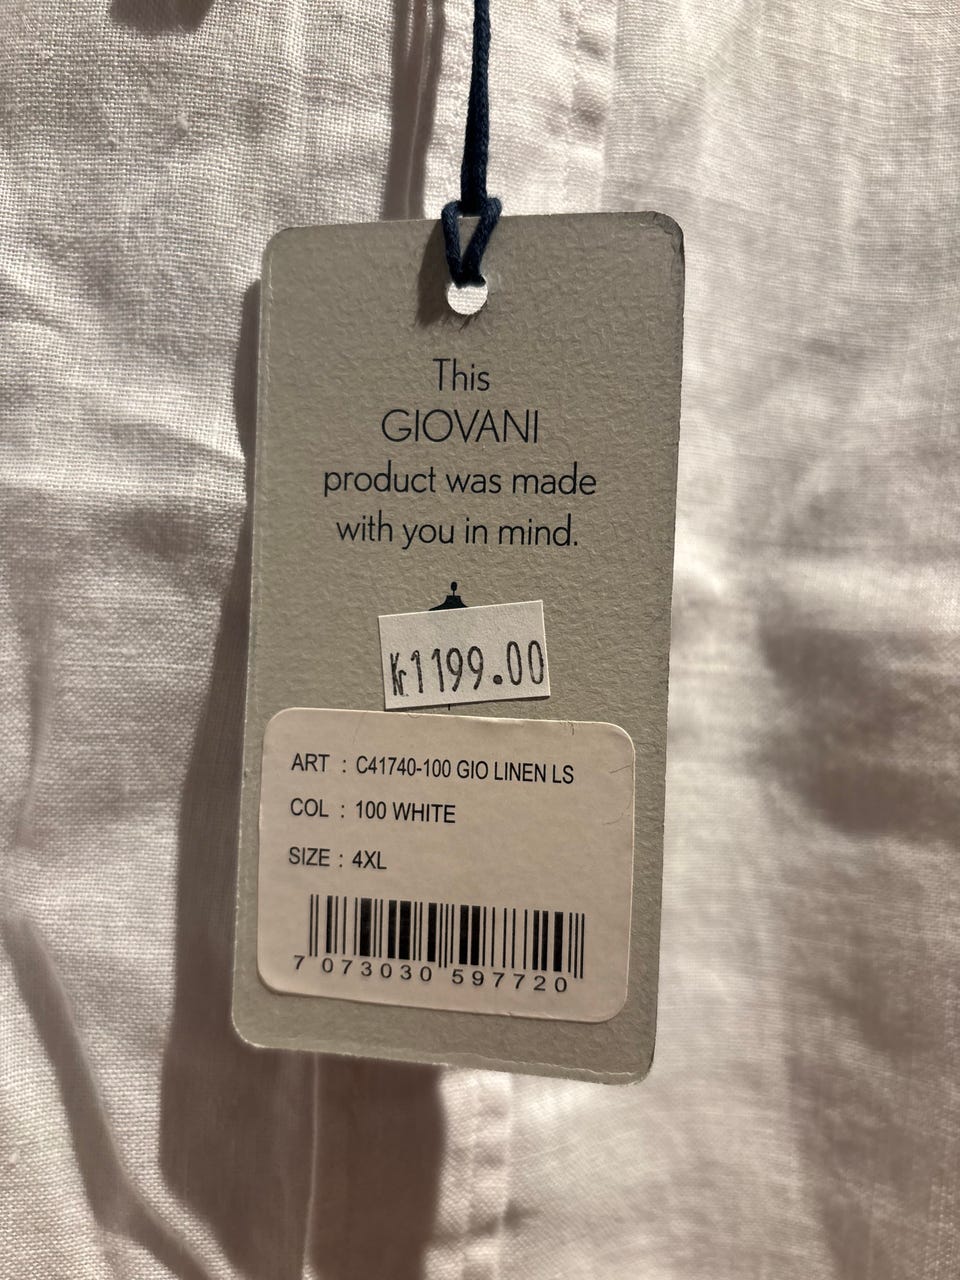 This
GIOVANI
product was made
with you in mind.
Kr1199.00
ART : C41740-100 GIO LINEN LS
COL : 100 WHITE
SIZE : 4XL
7 073030 597720